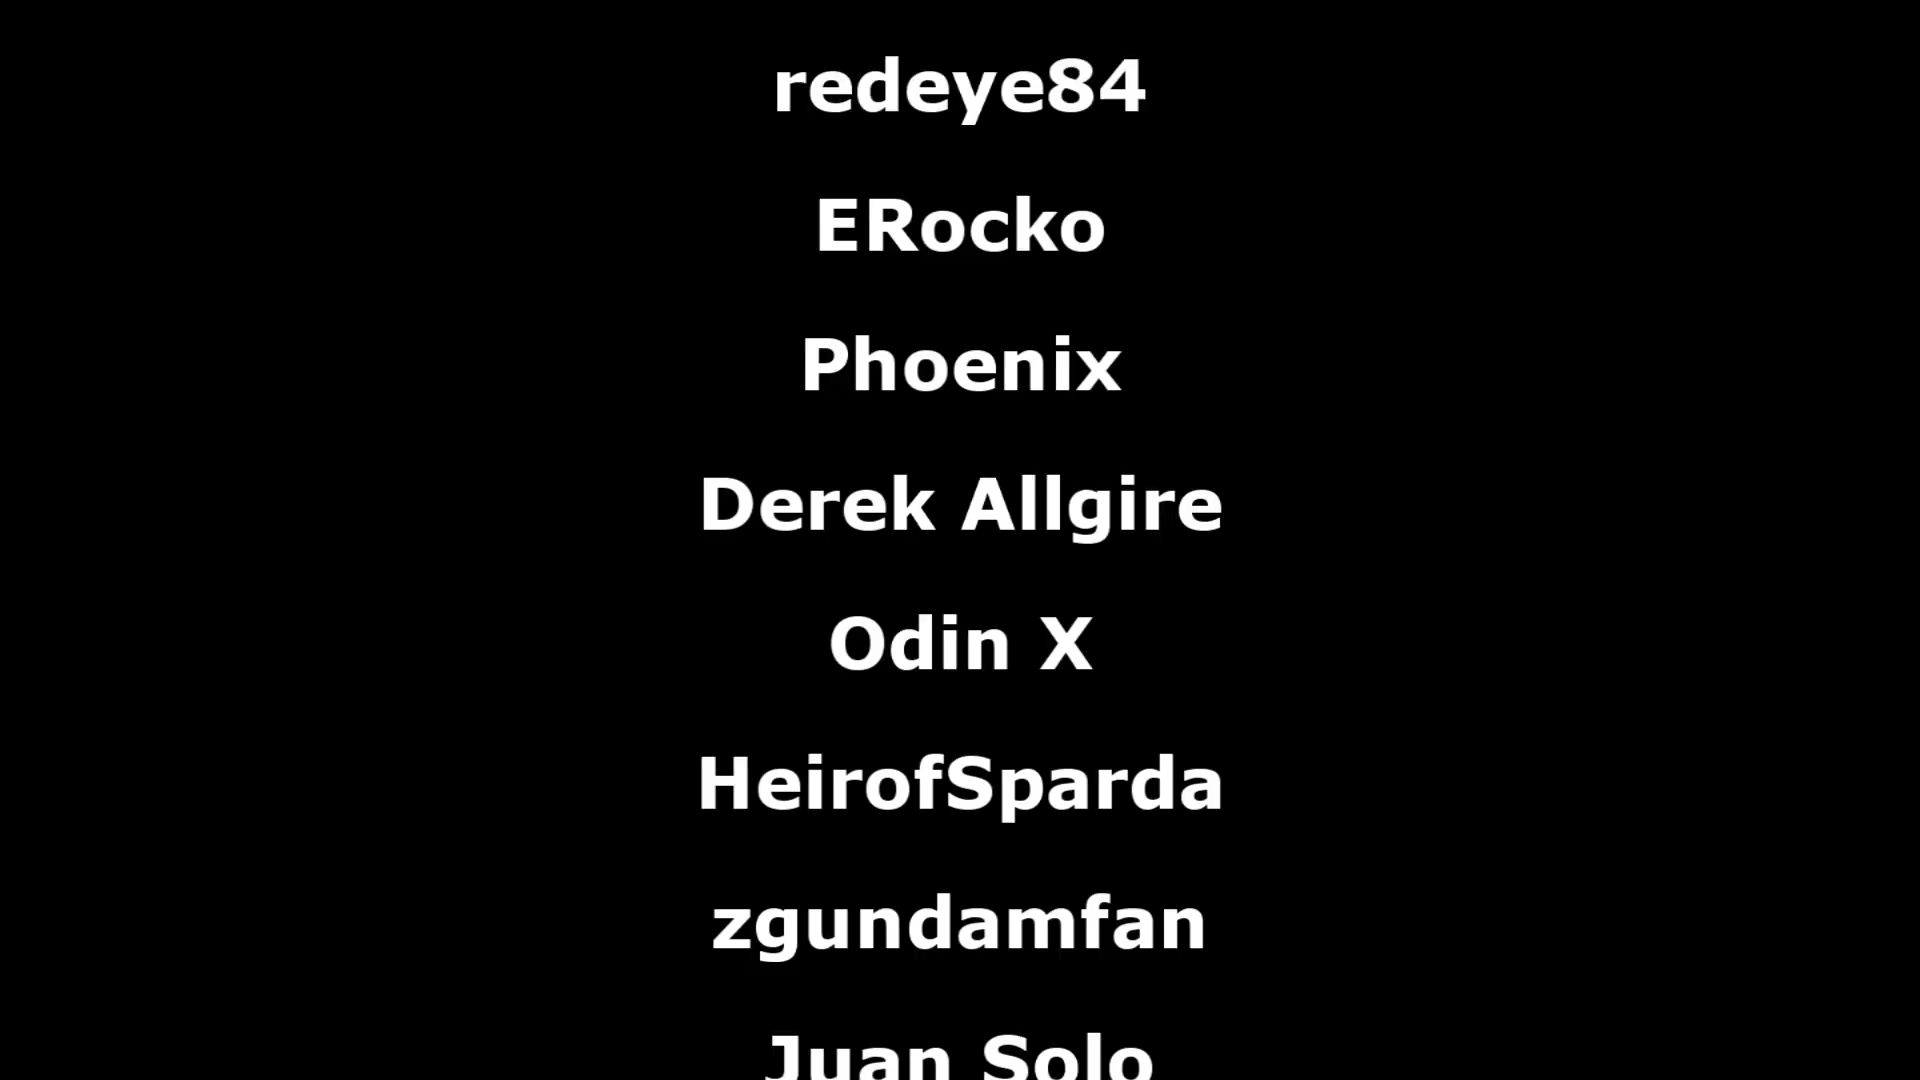 redeye84
ERocko
Phoenix
Derek Allgire
Odin X
HeirofSparda
zgundamfan
Juan Solo